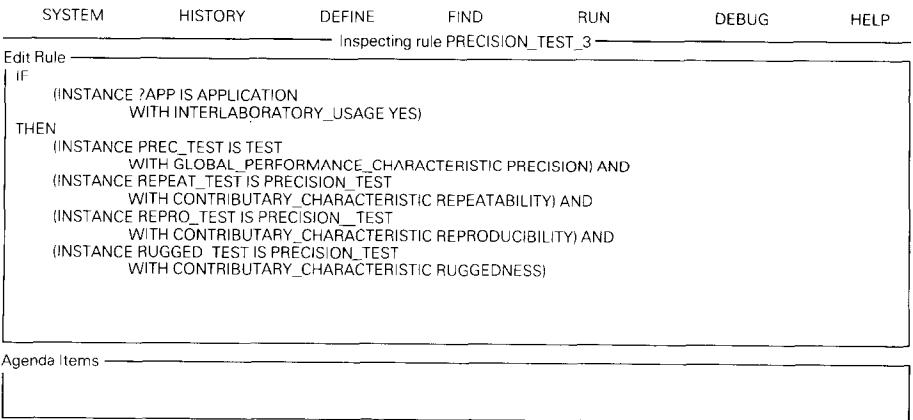 SYSTEM HISTORY DEFINE FIND RUN DEBUG HELP
Inspecting rule PRECISION_TEST_3
Edit Rule
IF
(INSTANCE ?APP IS APPLICATION
WITH INTERLABORATORY_USAGE YES)
THEN
(INSTANCE PREC_TEST IS TEST
WITH GLOBAL_PERFORMANCE_CHARACTERISTIC PRECISION) AND
(INSTANCE REPEAT_TEST IS PRECISION_TEST
WITH CONTRIBUTARY_CHARACTERISTIC REPEATABILITY) AND
(INSTANCE REPRO_TEST IS PRECISION__TEST
WITH CONTRIBUTARY_CHARACTERISTIC REPRODUCIBILITY) AND
(INSTANCE RUGGED_TEST IS PRECISION_TEST
WITH CONTRIBUTARY_CHARACTERISTIC RUGGEDNESS)
Agenda Items